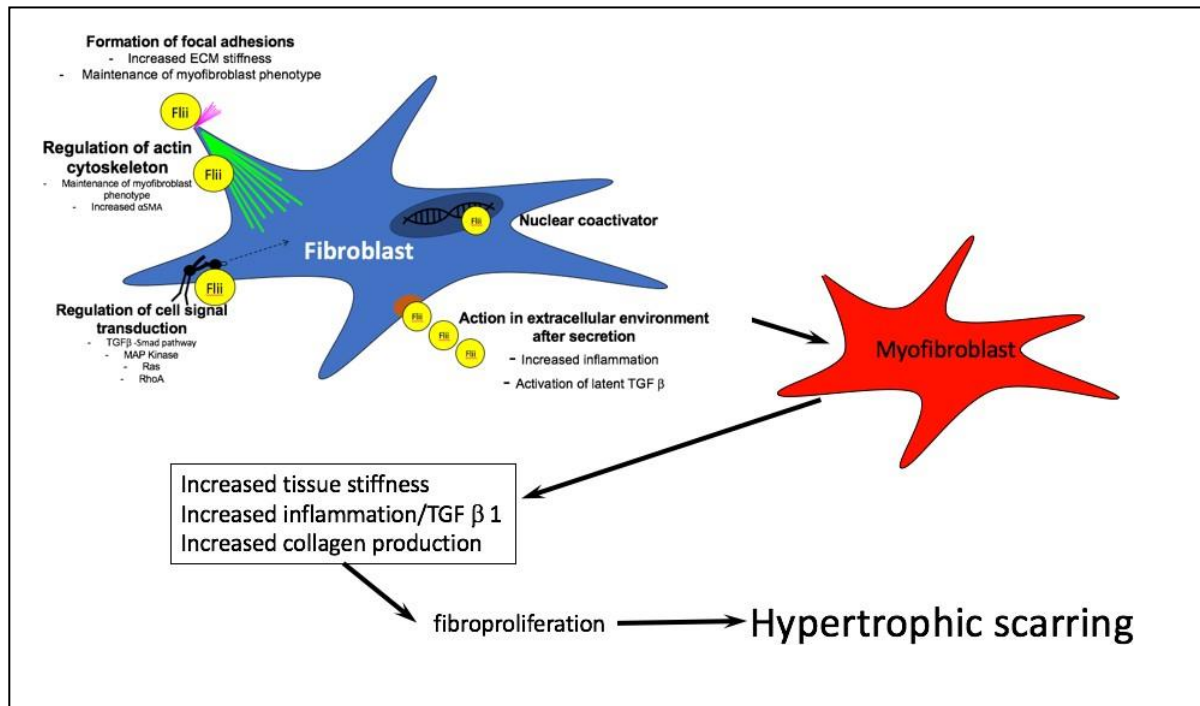 Formation of focal adhesions
- Increased ECM stiffness
- Maintenance of myofibroblast phenotype
Flii
Regulation of actin
cytoskeleton
- Maintenance of myofibroblast
phenotype
- Increased αSMA
Flii
Flii
Nuclear coactivator
Fibroblast
Flii
Regulation of cell signal
transduction
- TGFβ -Smad pathway
- MAP Kinase
- Ras
- RhoA
Flii
Flii
Flii
Action in extracellular environment
after secretion
- Increased inflammation
- Activation of latent TGF β
Myofibroblast
Increased tissue stiffness
Increased inflammation/TGF β 1
Increased collagen production
fibroproliferation
Hypertrophic scarring